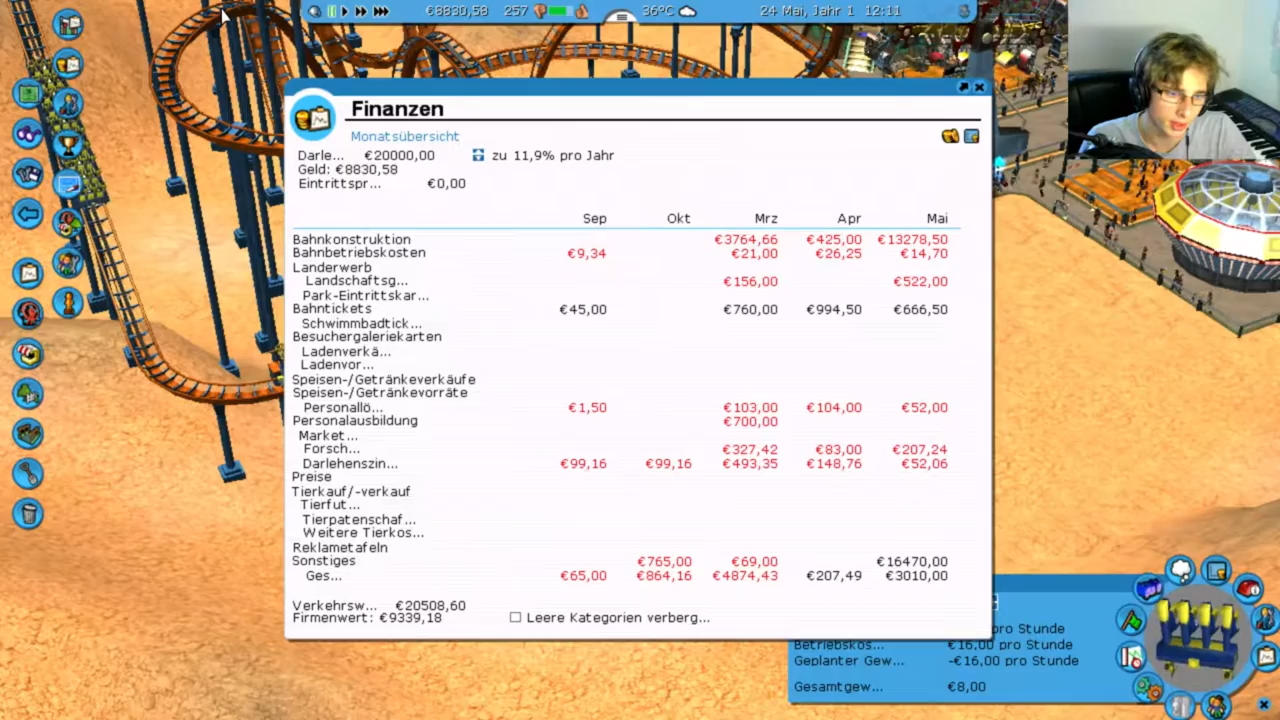 €8830,58 257 36°C 24 Mai, Jahr 1 12:11
Finanzen
Monatsübersicht
Darle... €20000,00 zu 11,9% pro Jahr
Geld: €8830,58
Eintrittspr... €0,00
Sep Okt Mrz Apr Mai
Bahnkonstruktion €3764,66 €425,00 €13278,50
Bahnbetriebskosten €9,34 €21,00 €26,25 €14,70
Landerwerb
Landschaftsg... €156,00 €522,00
Park-Eintrittskar...
Bahntickets €45,00 €760,00 €994,50 €666,50
Schwimmbadtick...
Besuchergaleriekarten
Ladenverkä...
Ladenvor...
Speisen-/Getränkeverkäufe
Speisen-/Getränkevorräte
Personallö... €1,50 €103,00 €104,00 €52,00
Personalausbildung €700,00
Market...
Forsch... €327,42 €83,00 €207,24
Darlehenszin... €99,16 €99,16 €493,35 €148,76 €52,06
Preise
Tierkauf/-verkauf
Tierfut...
Tierpatenschaf...
Weitere Tierkos...
Reklametafeln
Sonstiges €765,00 €69,00 €16470,00
Ges... €65,00 €864,16 €4874,43 €207,49 €3010,00
Verkehrsw... €20508,60
Firmenwert: €9339,18 Leere Kategorien verberg...
pro Stunde
Betriebskos... €16,00 pro Stunde
Geplanter Gew... -€16,00 pro Stunde
Gesamtgew... €8,00